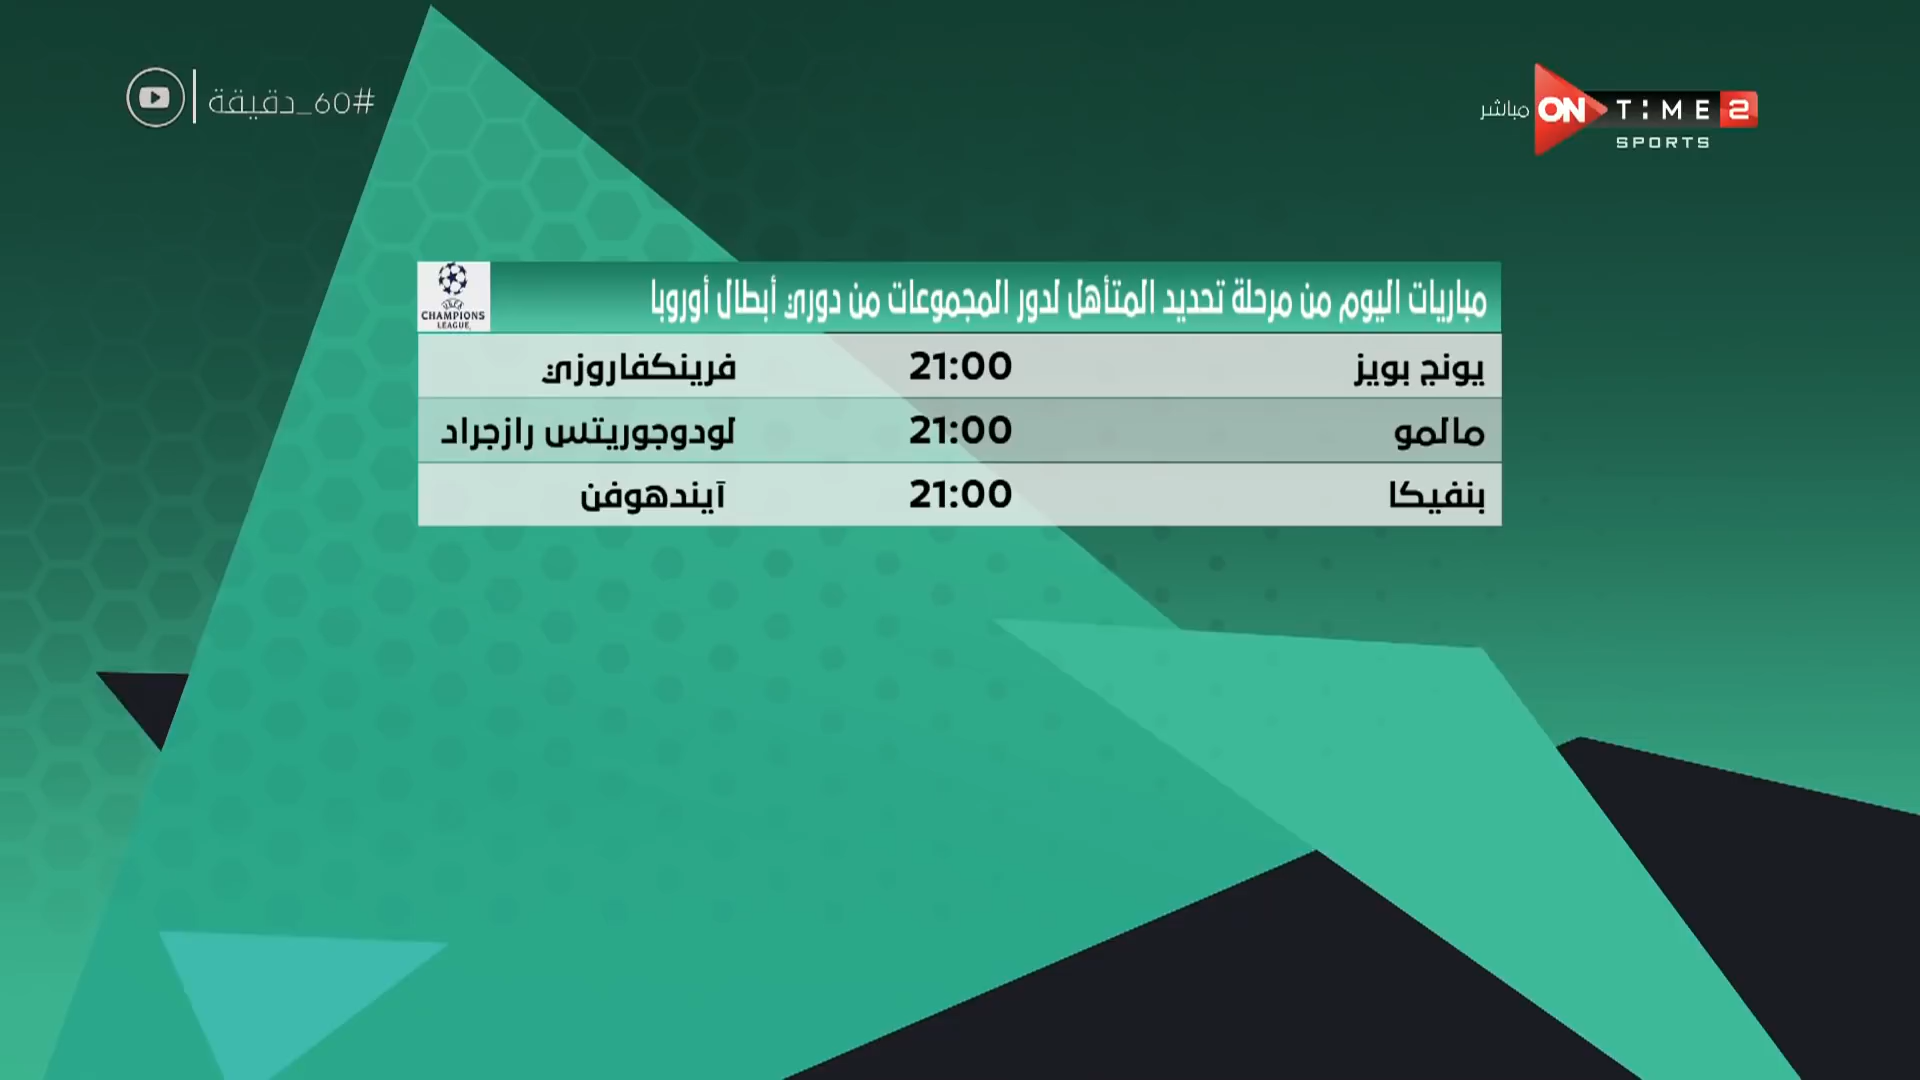 #60_دقيقة
مباشر ON TIME 2
SPORTS
مباريات اليوم من مرحلة تحديد المتأهل لدور المجموعات من دوري أبطال أوروبا
UEFA
CHAMPIONS
LEAGUE
يونج بويز 21:00 فرينكفاروزي
مالمو 21:00 لودوجوريتس رازجراد
بنفيكا 21:00 آيندهوفن